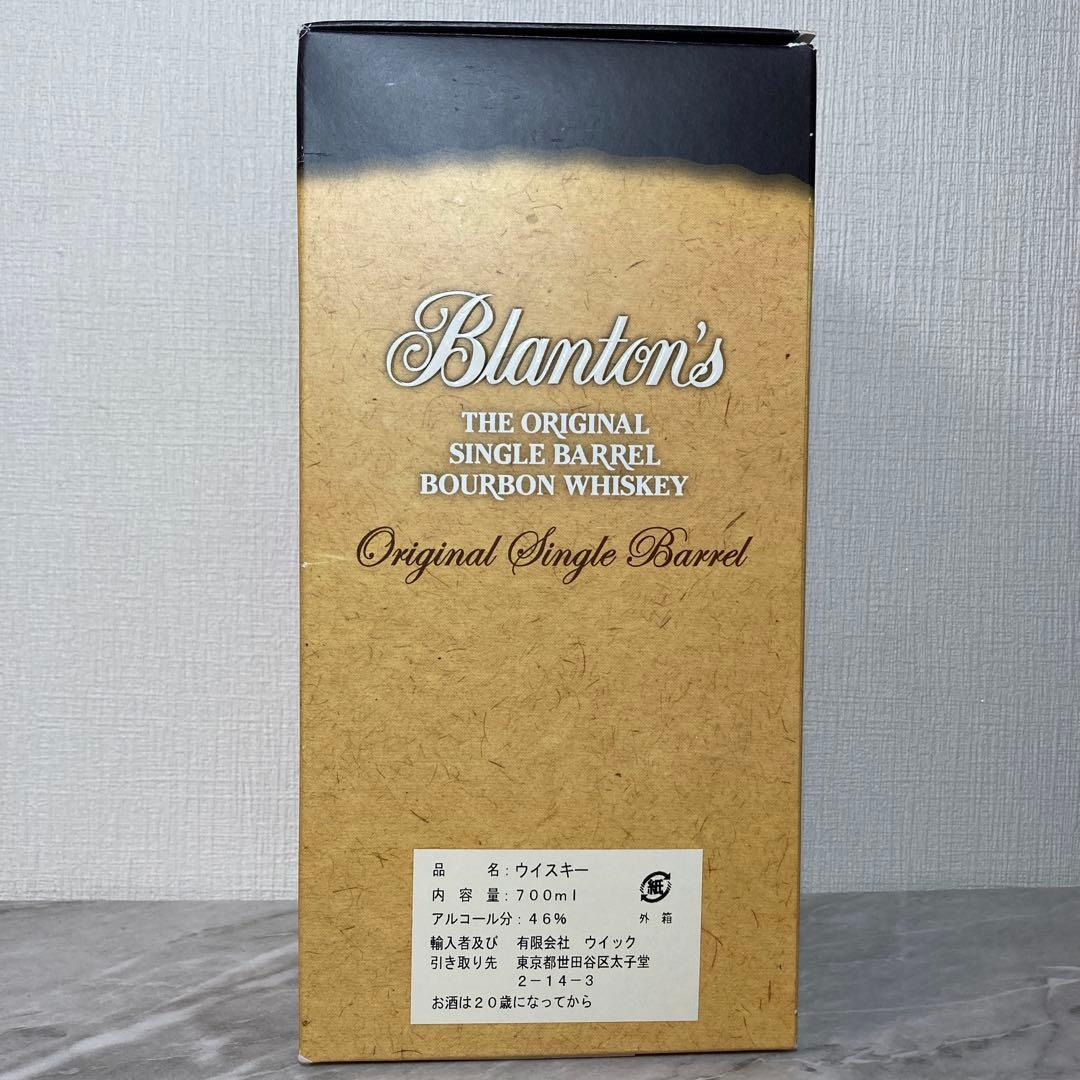 Blanton's
THE ORIGINAL
SINGLE BARREL
BOURBON WHISKEY
Original Single Barrel
品　　名：ウイスキー
内 容 量：700ml
アルコール分：46%
紙
外 箱
輸入者及び　有限会社　ウイック
引き取り先　東京都世田谷区太子堂
2－14－3
お酒は20歳になってから